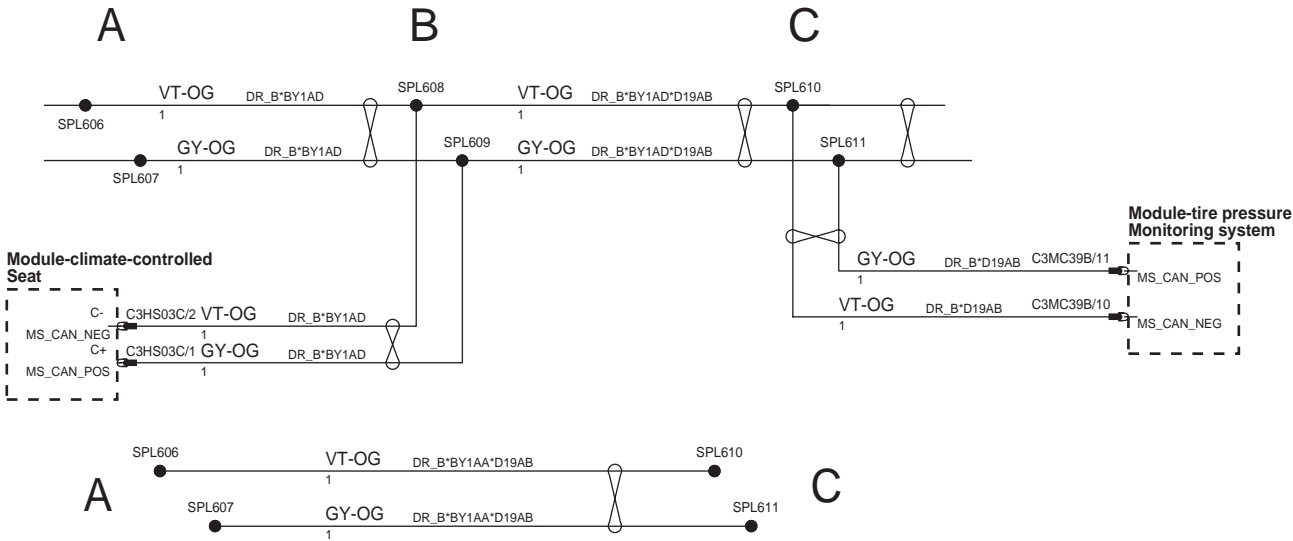 A B C
SPL608 SPL610
VT-OG DR_B*BY1AD VT-OG DR_B*BY1AD*D19AB
SPL606 1 1
SPL609 SPL611
GY-OG DR_B*BY1AD GY-OG DR_B*BY1AD*D19AB
SPL607 1 1
Module-tire pressure
Monitoring system
Module-climate-controlled
Seat
GY-OG DR_B*D19AB C3MC39B/11
1 MS_CAN_POS
VT-OG DR_B*D19AB C3MC39B/10
1 MS_CAN_NEG
C- C3HS03C/2 VT-OG DR_B*BY1AD
MS_CAN_NEG 1
C+ C3HS03C/1 GY-OG DR_B*BY1AD
MS_CAN_POS 1
SPL606 VT-OG DR_B*BY1AA*D19AB SPL610
1
A C
SPL607 GY-OG DR_B*BY1AA*D19AB SPL611
1